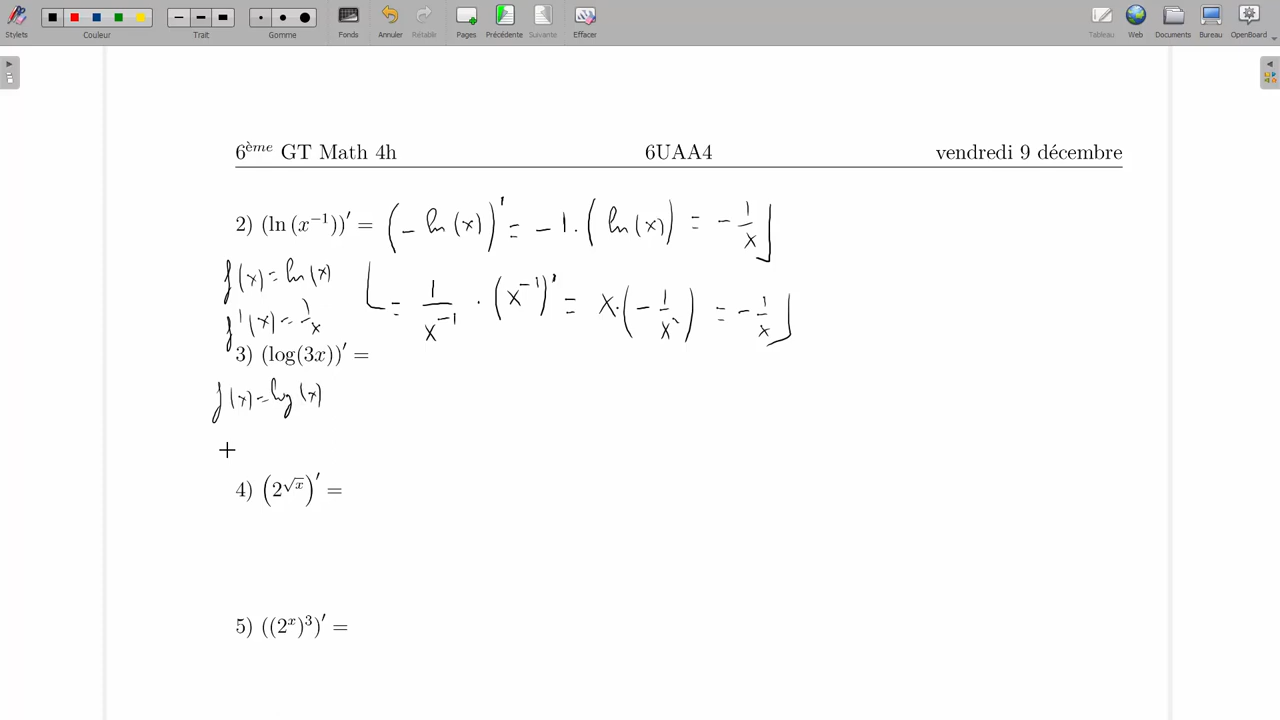 Stylets Couleur Trait Gomme Fonds Annuler Rétablir Pages Précédente Suivante Effacer Tableau Web Documents Bureau OpenBoard
6ème GT Math 4h 6UAA4 vendredi 9 décembre
2) (ln (x⁻¹))′ = (− ln (x))′ = − 1. (ln (x)) = − 1/x
f(x) = ln(x)
= 1/x⁻¹ · (x⁻¹)′ = x·(− 1/x²) = − 1/x
f′(x) = 1/x
3) (log(3x))′ =
f(x) = log(x)
4) (2^√x)′ =
5) ((2ˣ)³)′ =